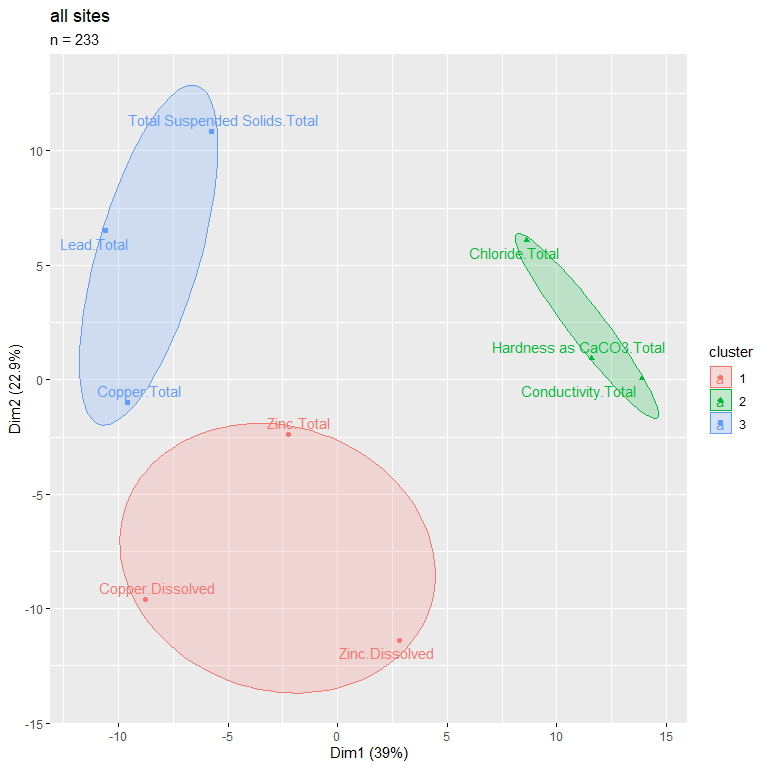 all sites
n = 233
Total Suspended Solids.Total
Lead.Total
Chloride.Total
Hardness as CaCO3.Total
Conductivity.Total
Copper.Total
Zinc.Total
Copper.Dissolved
Zinc.Dissolved
10
5
0
-5
-10
-15
Dim2 (22.9%)
-10 -5 0 5 10 15
Dim1 (39%)
cluster
a 1
a 2
a 3